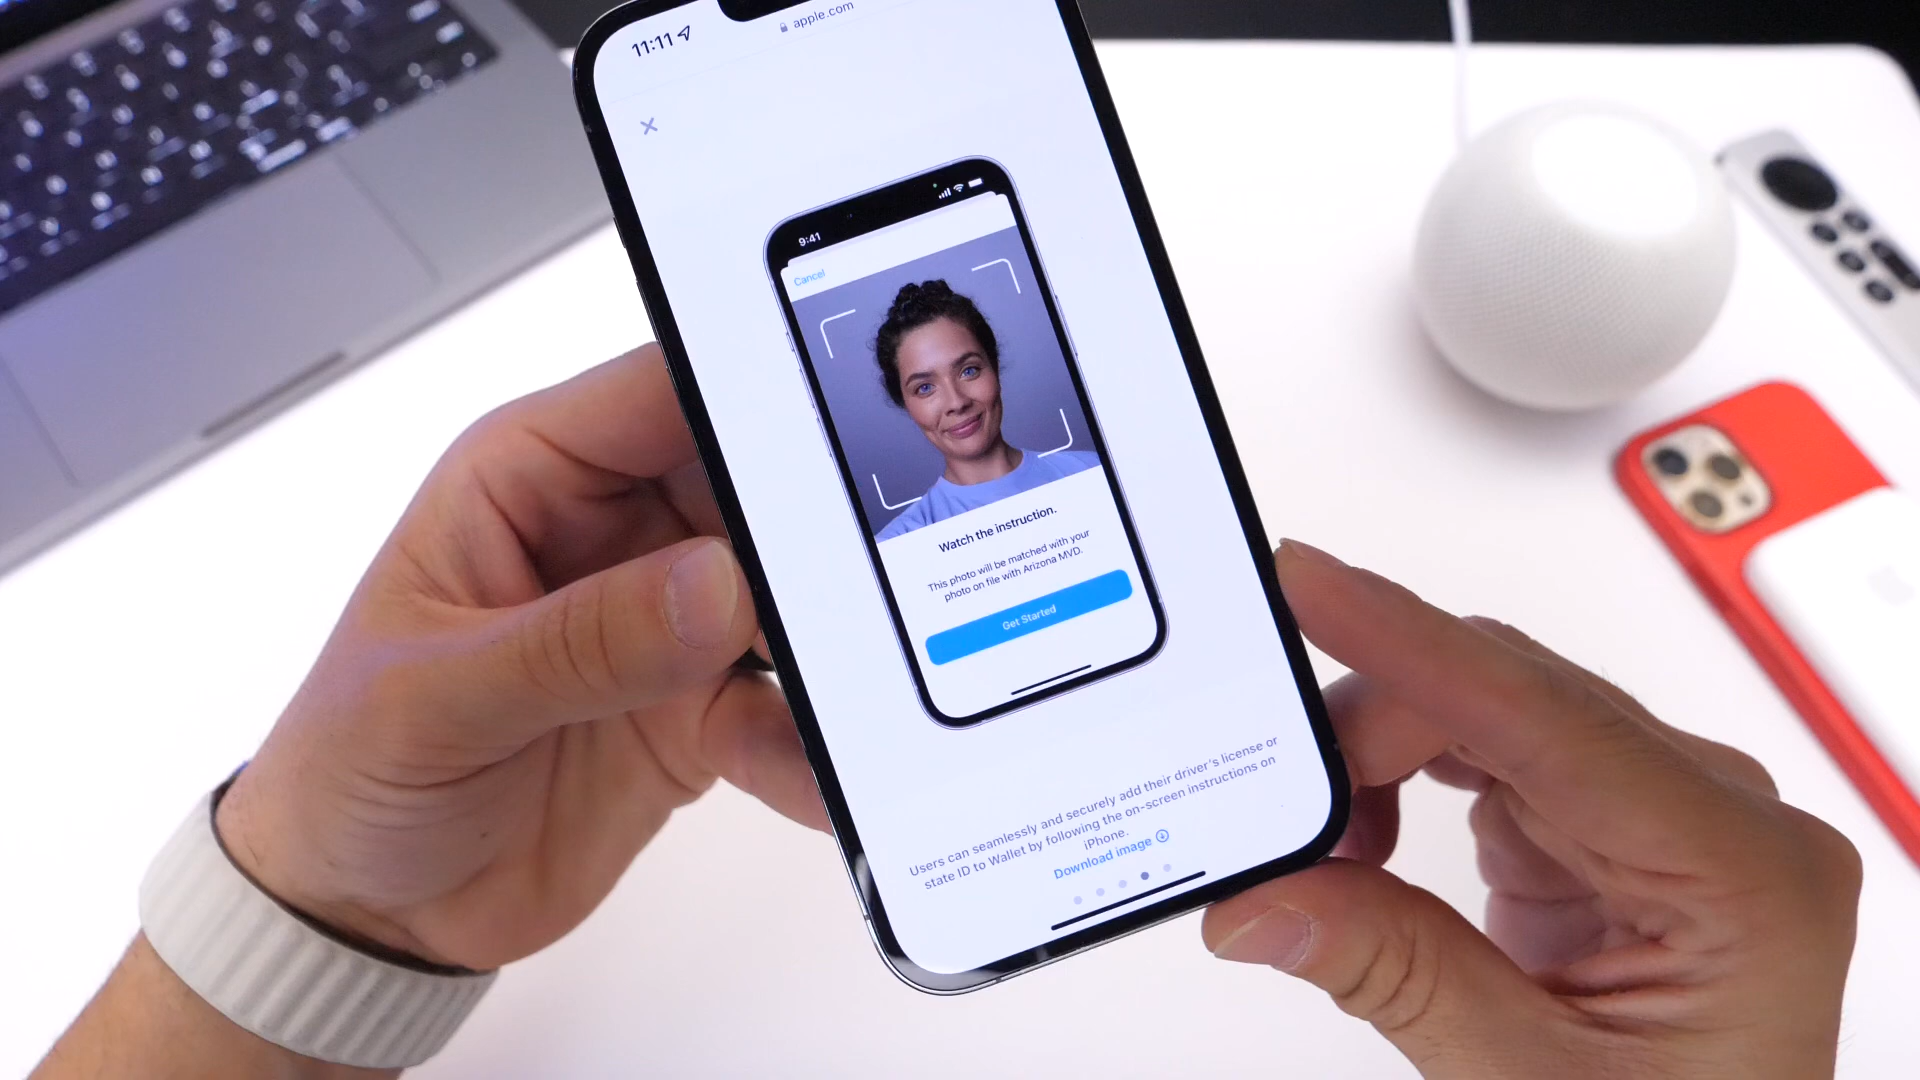 11:11
apple.com
9:41
Cancel
Watch the instruction.
This photo will be matched with your
photo on file with Arizona MVD.
Get Started
Users can seamlessly and securely add their driver's license or
state ID to Wallet by following the on-screen instructions on
iPhone.
Download image